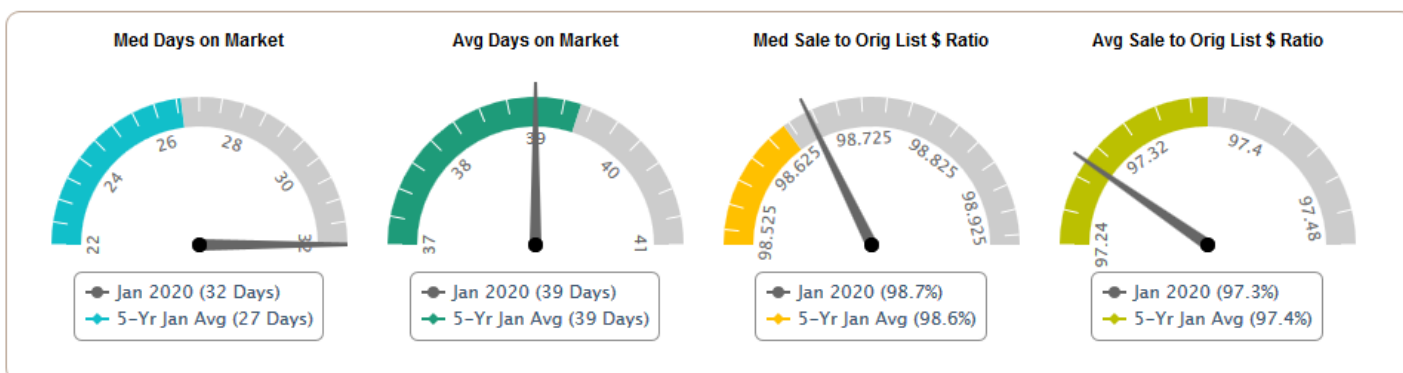 Med Days on Market
22
24
26
28
30
32
Jan 2020 (32 Days)
5-Yr Jan Avg (27 Days)
Avg Days on Market
37
38
39
40
41
Jan 2020 (39 Days)
5-Yr Jan Avg (39 Days)
Med Sale to Orig List $ Ratio
98.525
98.625
98.725
98.825
98.925
Jan 2020 (98.7%)
5-Yr Jan Avg (98.6%)
Avg Sale to Orig List $ Ratio
97.24
97.32
97.4
97.48
Jan 2020 (97.3%)
5-Yr Jan Avg (97.4%)